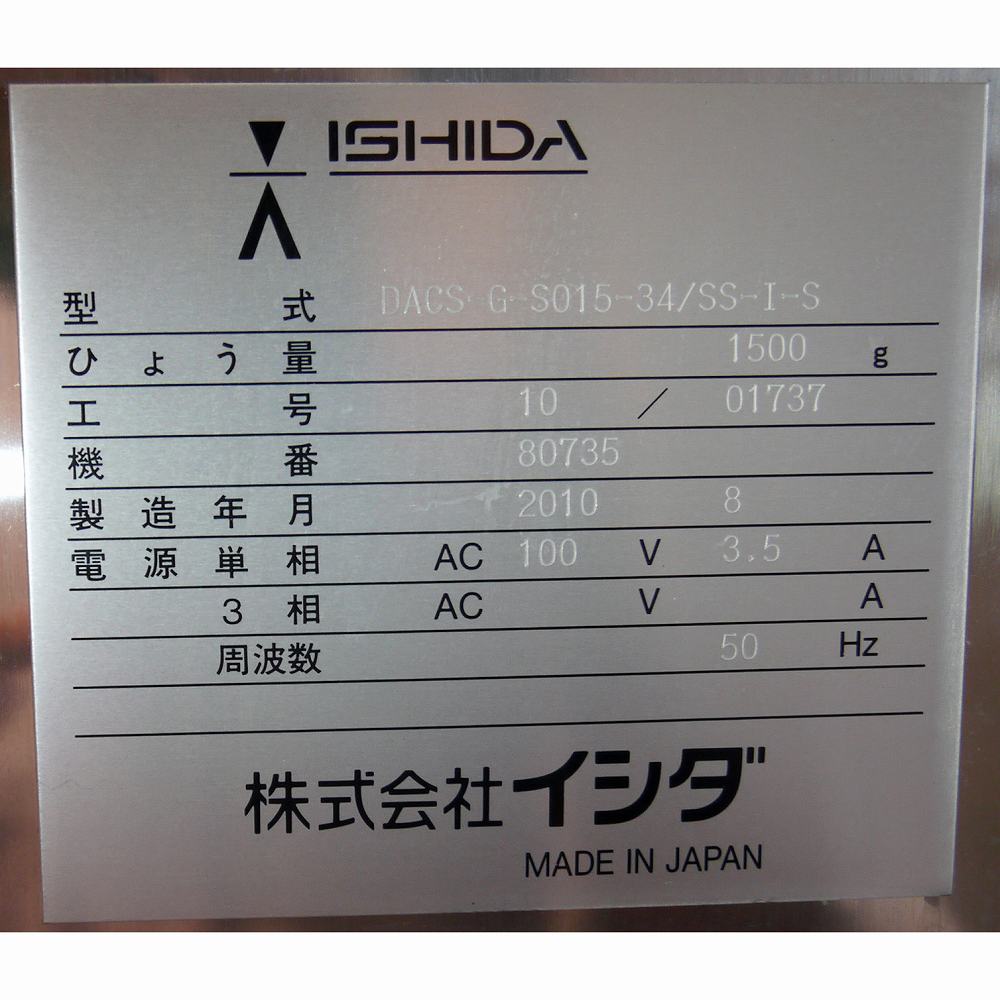 ISHIDA
型式 DACS-G-S015-34/SS-I-S
ひょう量 1500 g
工号 10 / 01737
機番 80735
製造年月 2010 8
電源単相 AC 100 V 3.5 A
3相 AC V A
周波数 50 Hz
株式会社イシダ
MADE IN JAPAN